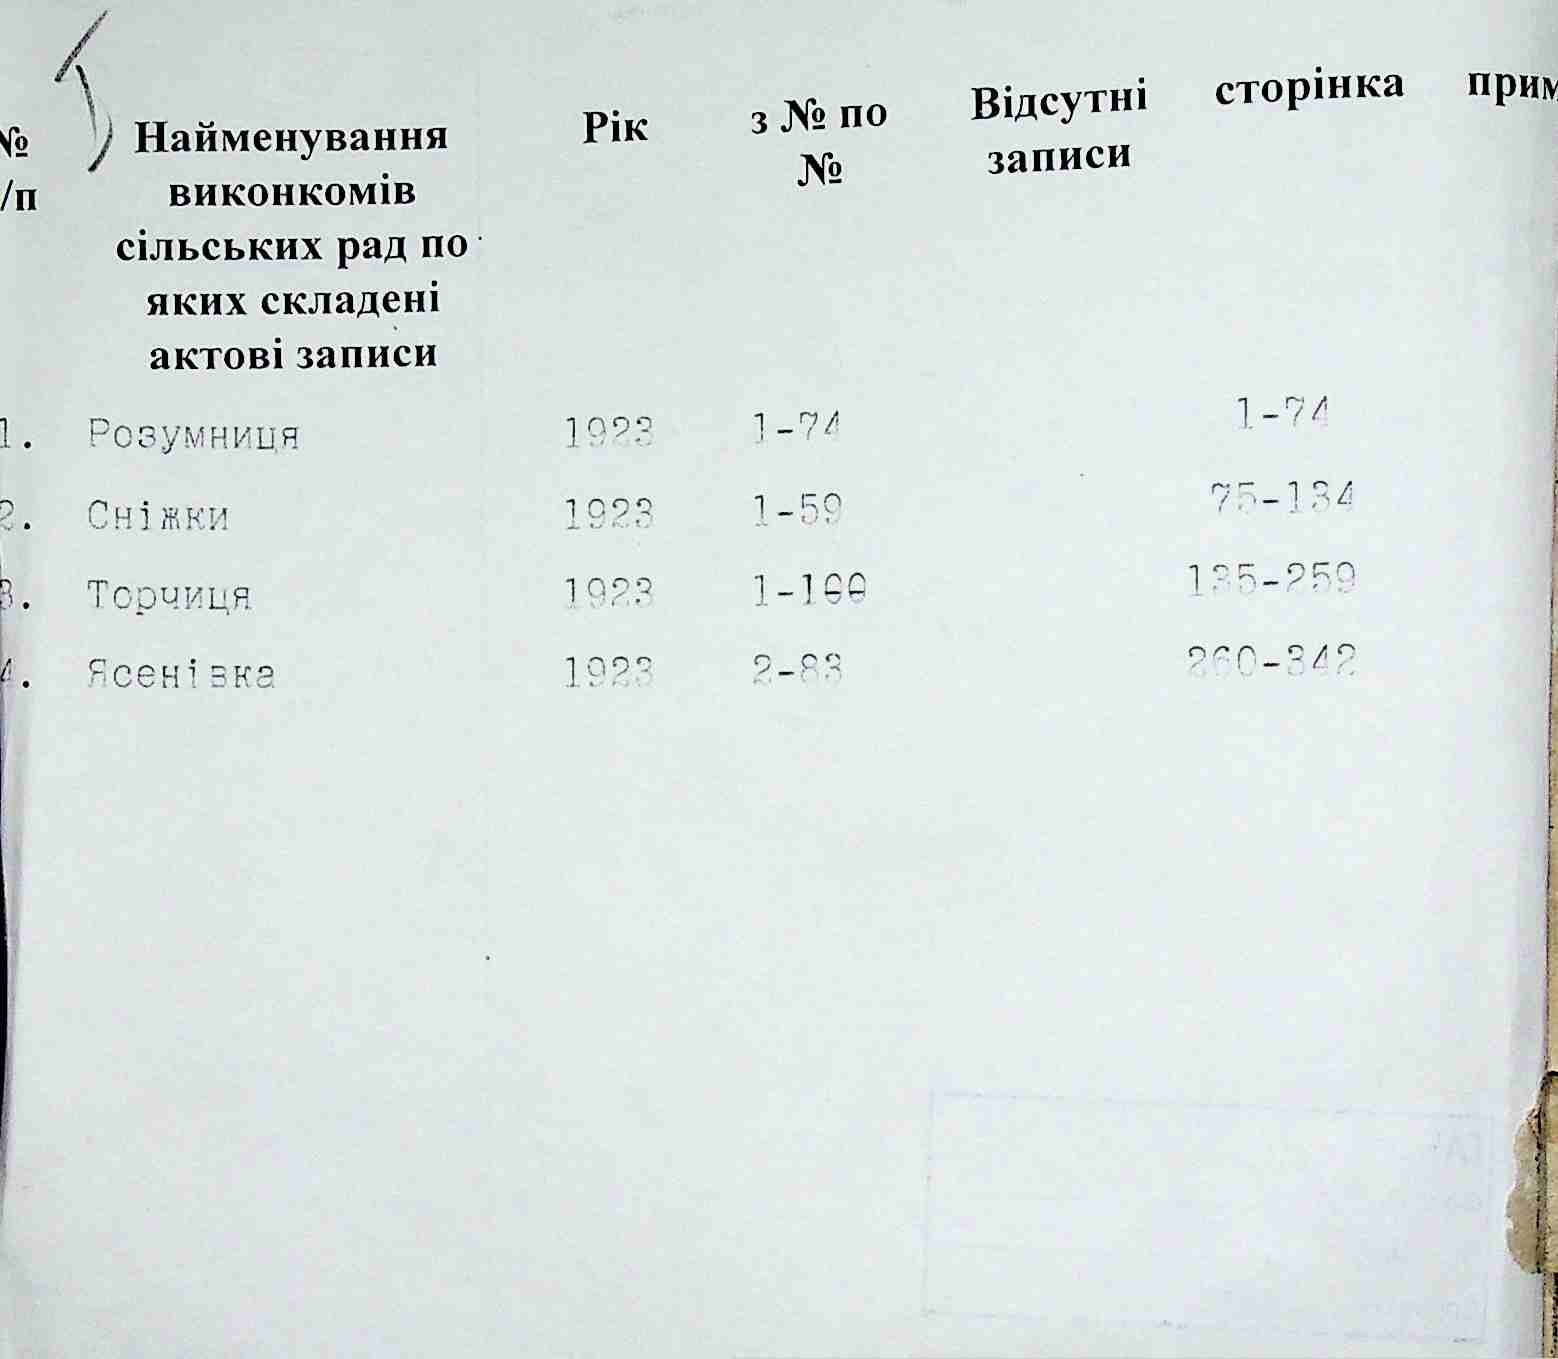 № Найменування Рік з № по Відсутні сторінка прим
/п виконкомів № записи
сільських рад по
яких складені
актові записи
1. Розумниця 1923 1-74 1-74
2. Сніжки 1923 1-59 75-134
3. Торчиця 1923 135-259
4. Ясенівка 1923 2-83 260-342